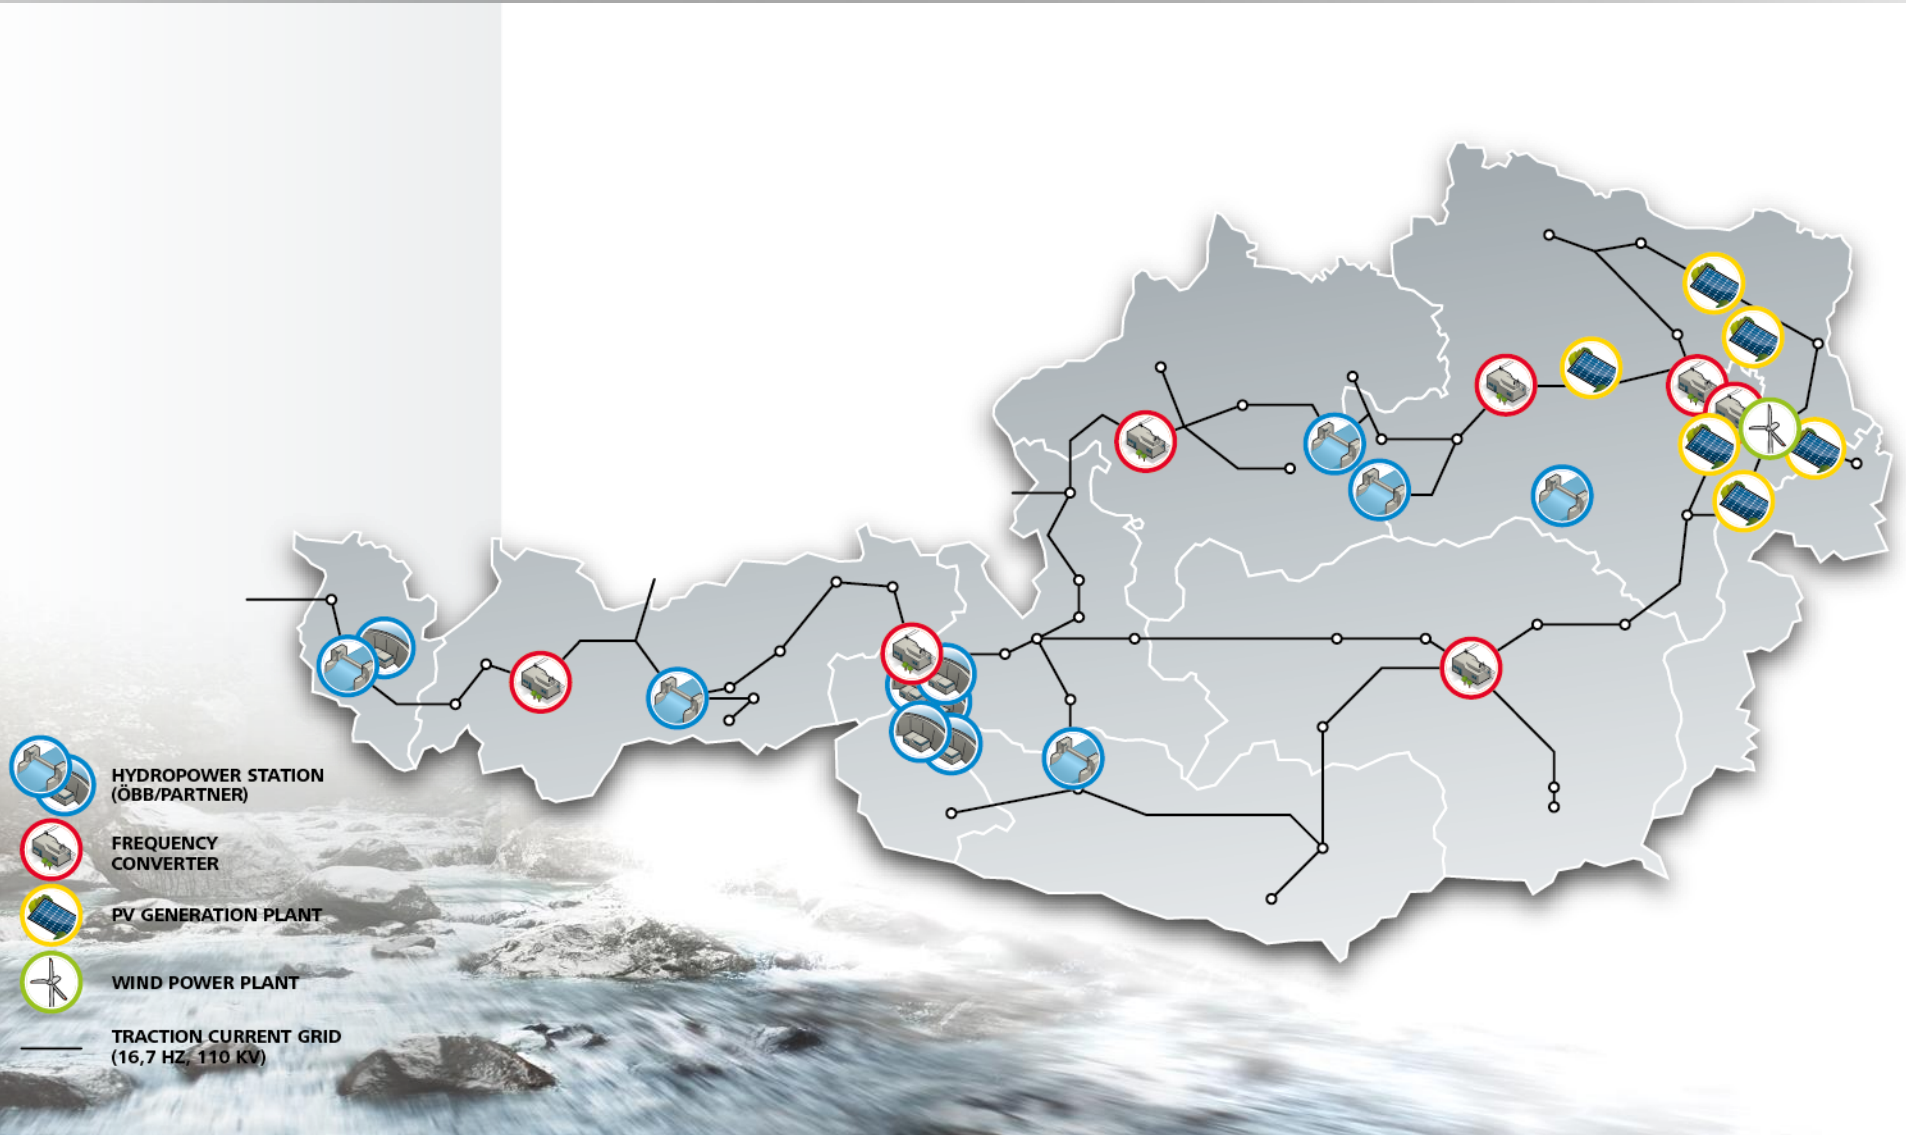 HYDROPOWER STATION
(ÖBB/PARTNER)
FREQUENCY
CONVERTER
PV GENERATION PLANT
WIND POWER PLANT
TRACTION CURRENT GRID
(16,7 HZ, 110 KV)